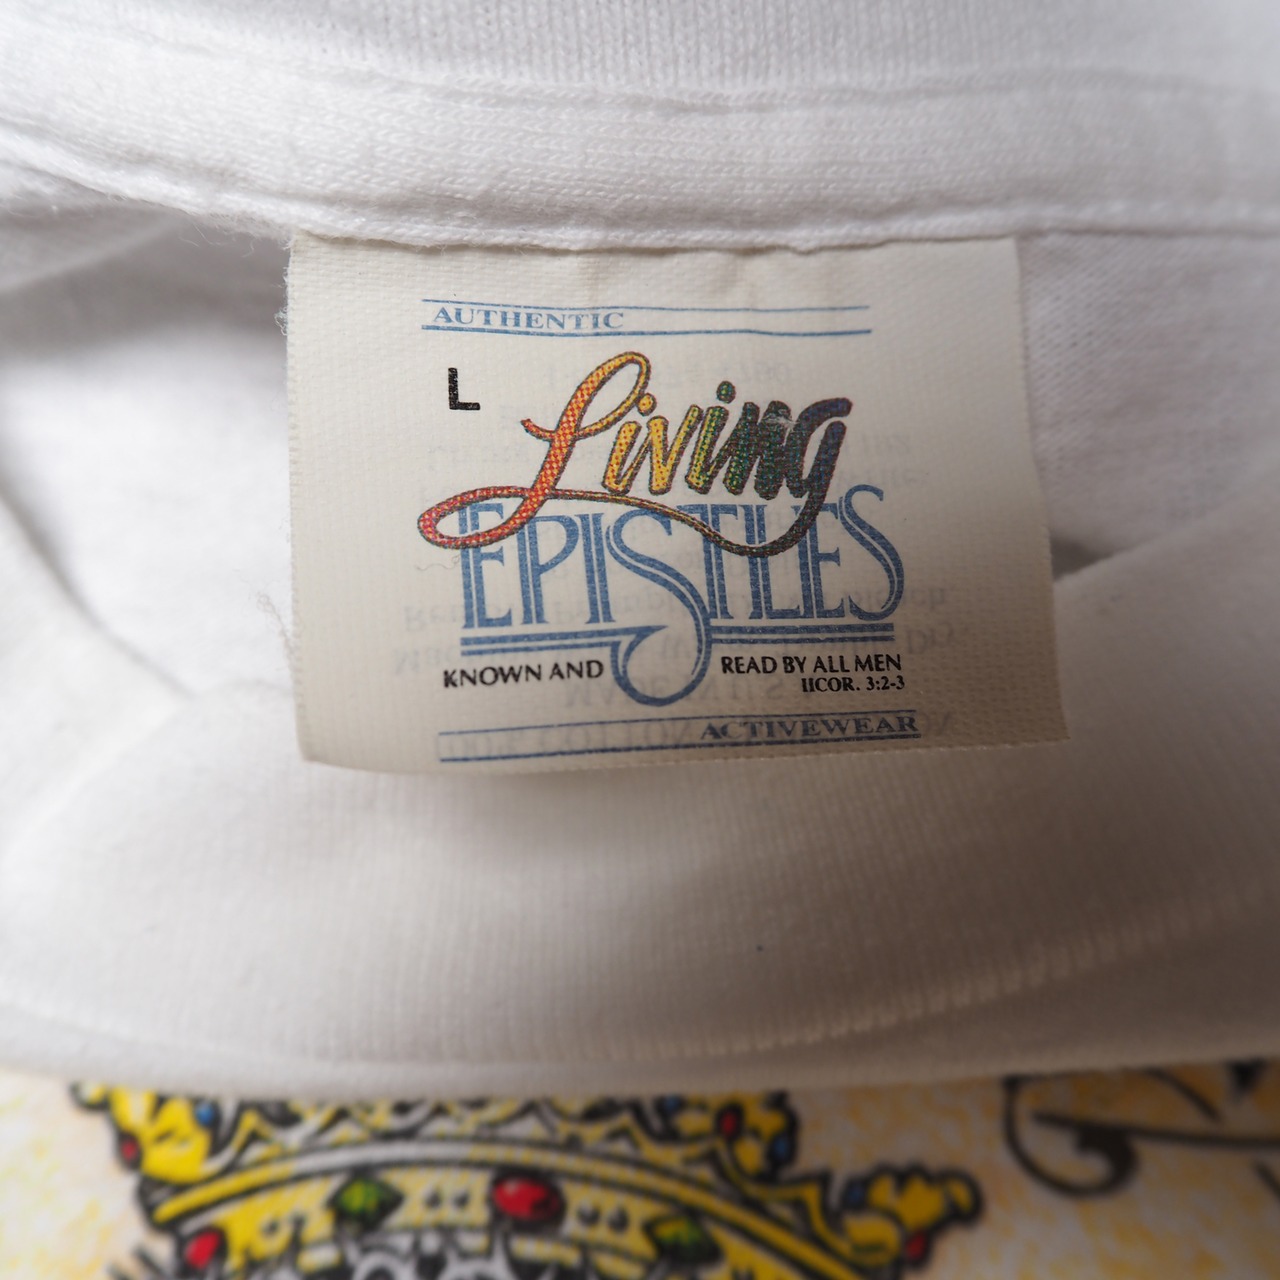 AUTHENTIC
L
Living
EPISTLES
KNOWN AND READ BY ALL MEN
IICOR. 3:2-3
ACTIVEWEAR